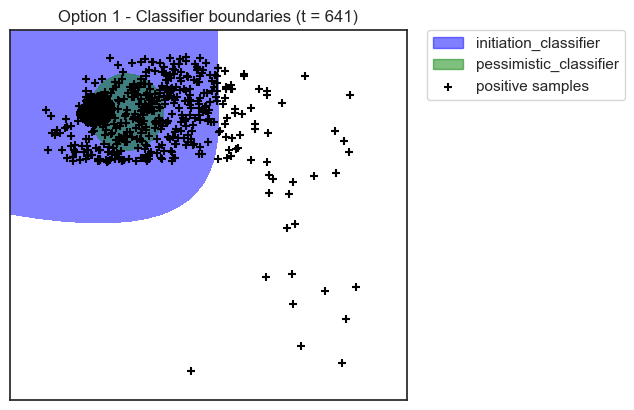 Option 1 - Classifier boundaries (t = 641)
initiation_classifier
pessimistic_classifier
positive samples